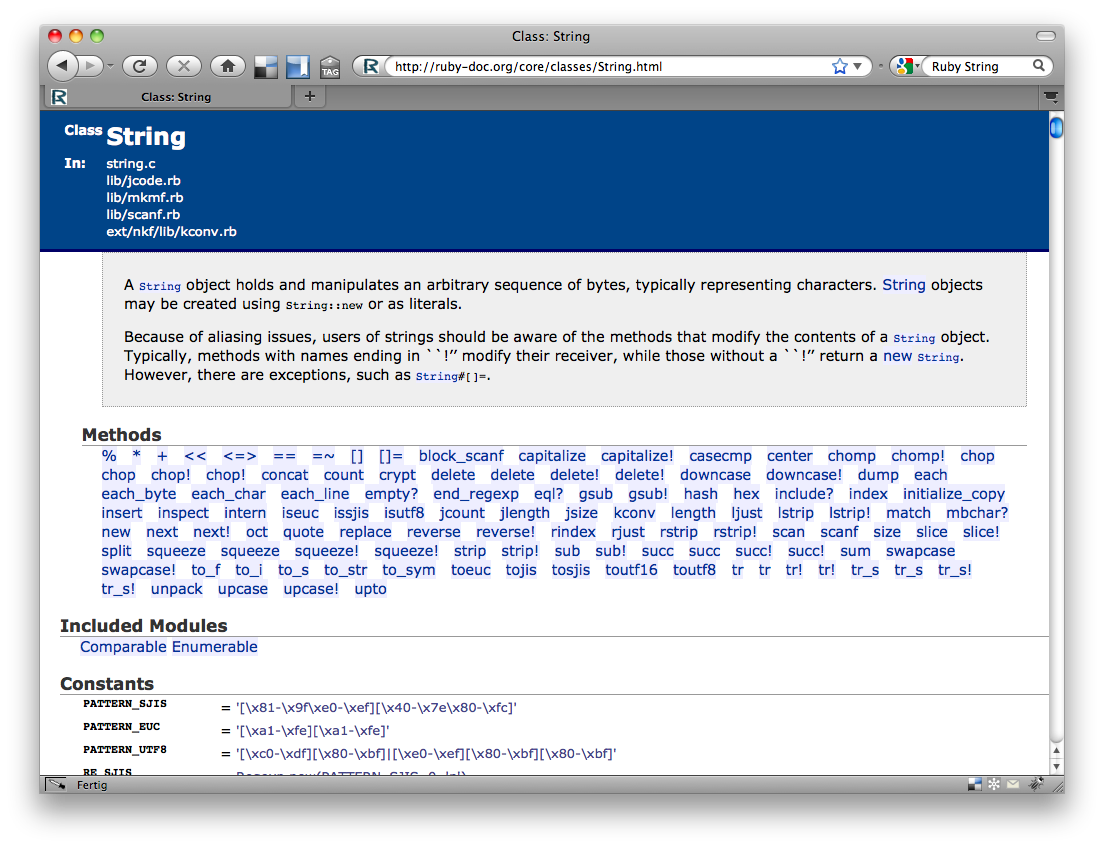 Class: String
TAG
http://ruby-doc.org/core/classes/String.html
Ruby String
Class: String
Class String
In: string.c
lib/jcode.rb
lib/mkmf.rb
lib/scanf.rb
ext/nkf/lib/kconv.rb
A String object holds and manipulates an arbitrary sequence of bytes, typically representing characters. String objects
may be created using String::new or as literals.
Because of aliasing issues, users of strings should be aware of the methods that modify the contents of a String object.
Typically, methods with names ending in ``!'' modify their receiver, while those without a ``!'' return a new String.
However, there are exceptions, such as String#[]=.
Methods
% * + << <=> == =~ [] []= block_scanf capitalize capitalize! casecmp center chomp chomp! chop
chop chop! chop! concat count crypt delete delete delete! delete! downcase downcase! dump each
each_byte each_char each_line empty? end_regexp eql? gsub gsub! hash hex include? index initialize_copy
insert inspect intern iseuc issjis isutf8 jcount jlength jsize kconv length ljust lstrip lstrip! match mbchar?
new next next! oct quote replace reverse reverse! rindex rjust rstrip rstrip! scan scanf size slice slice!
split squeeze squeeze squeeze! squeeze! strip strip! sub sub! succ succ succ! succ! sum swapcase
swapcase! to_f to_i to_s to_str to_sym toeuc tojis tosjis toutf16 toutf8 tr tr tr! tr! tr_s tr_s tr_s!
tr_s! unpack upcase upcase! upto
Included Modules
Comparable Enumerable
Constants
PATTERN_SJIS = '[\x81-\x9f\xe0-\xef][\x40-\x7e\x80-\xfc]'
PATTERN_EUC = '[\xa1-\xfe][\xa1-\xfe]'
PATTERN_UTF8 = '[\xc0-\xdf][\x80-\xbf]|[\xe0-\xef][\x80-\xbf][\x80-\xbf]'
RE_SJIS
Fertig